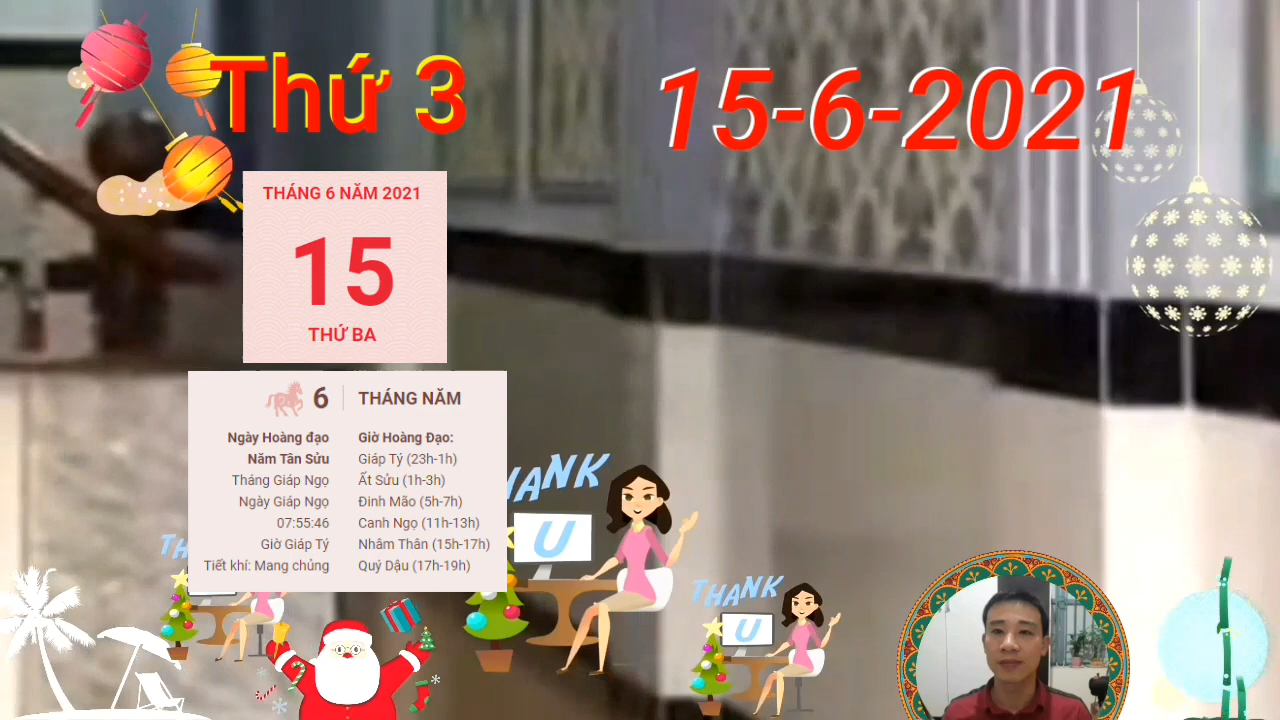 Thứ 3
15-6-2021
THÁNG 6 NĂM 2021
15
THỨ BA
6 THÁNG NĂM
Ngày Hoàng đạo
Năm Tân Sửu
Tháng Giáp Ngọ
Ngày Giáp Ngọ
07:55:46
Giờ Giáp Tý
Tiết khí: Mang chủng
Giờ Hoàng Đạo:
Giáp Tý (23h-1h)
Ất Sửu (1h-3h)
Đinh Mão (5h-7h)
Canh Ngọ (11h-13h)
Nhâm Thân (15h-17h)
Quý Dậu (17h-19h)
HANK
U
TH
THANK
U